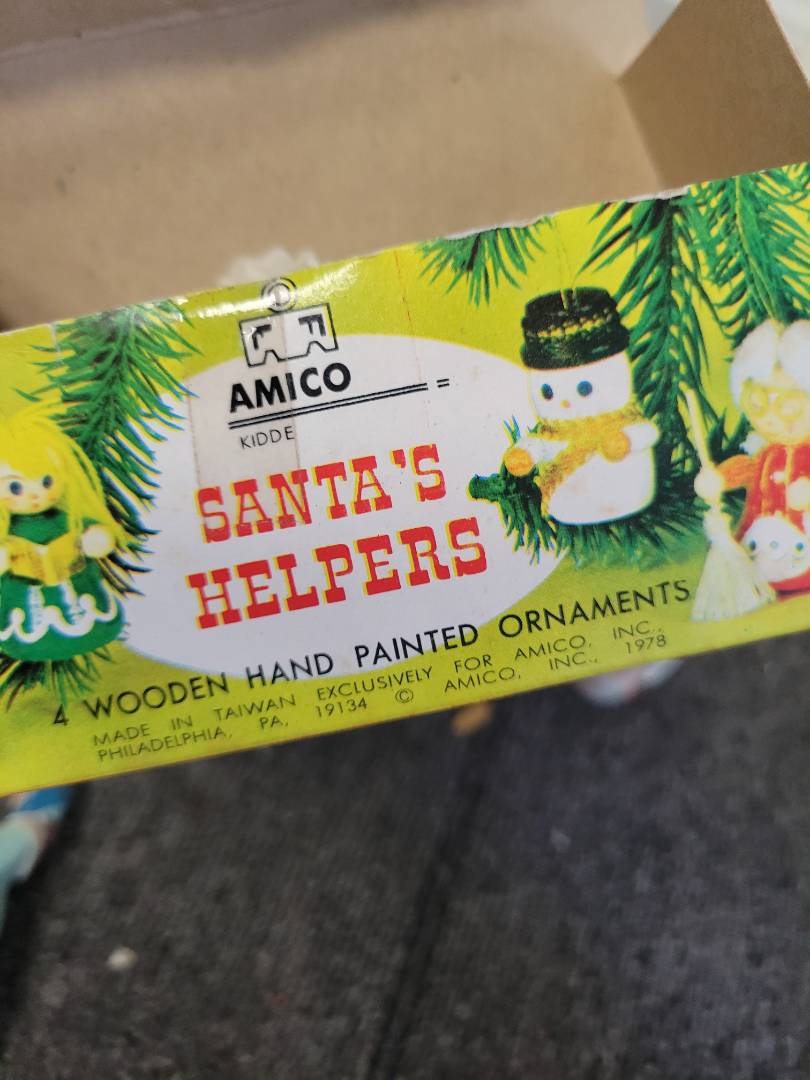 AMICO
KIDDE
SANTA'S
HELPERS
4 WOODEN HAND PAINTED ORNAMENTS
MADE IN TAIWAN EXCLUSIVELY FOR AMICO, INC.,
PHILADELPHIA, PA, 19134 © AMICO, INC., 1978